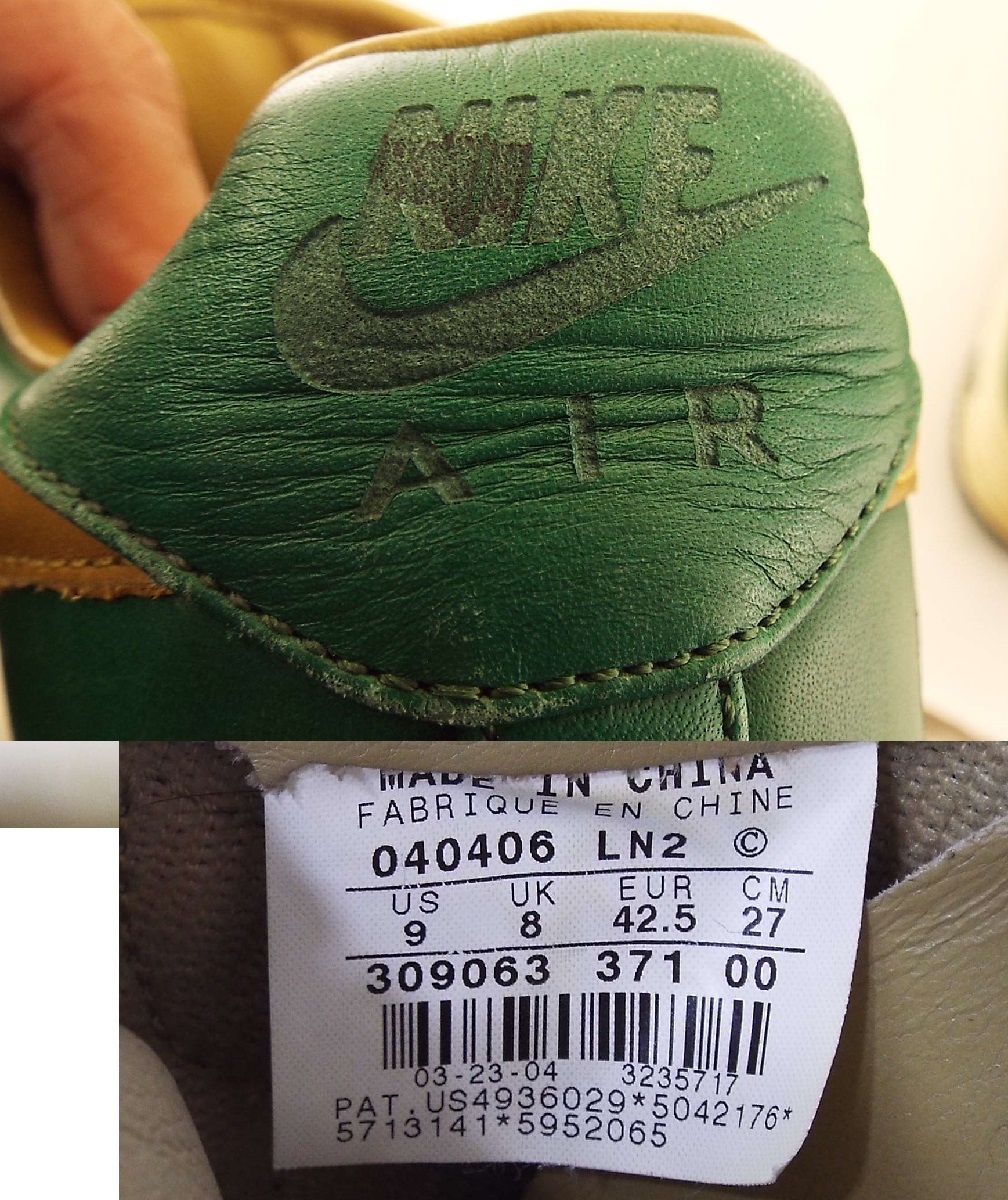 NIKE
AIR
MADE IN CHINA
FABRIQUE EN CHINE
040406 LN2 ©
US UK EUR CM
9 8 42.5 27
309063 371 00
03-23-04 3235717
PAT.US4936029*5042176*
5713141*5952065